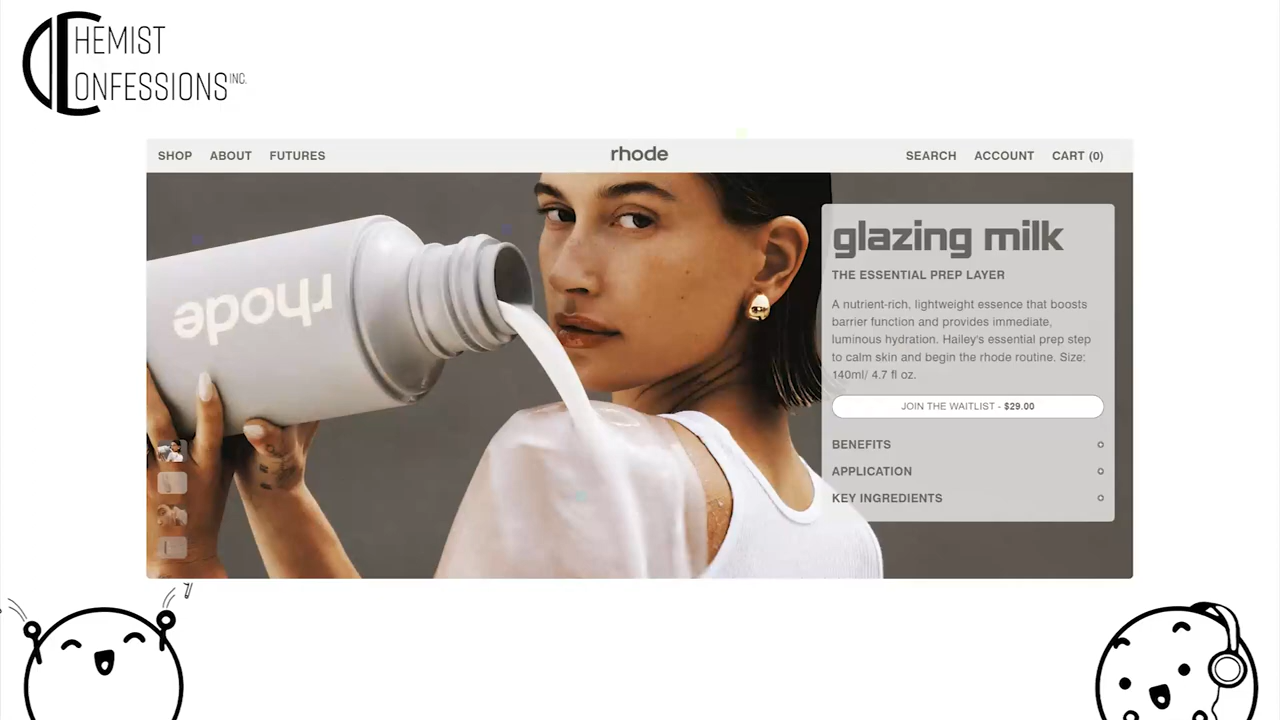 CHEMIST
CONFESSIONS INC.
SHOP ABOUT FUTURES rhode SEARCH ACCOUNT CART (0)
rhode
glazing milk
THE ESSENTIAL PREP LAYER
A nutrient-rich, lightweight essence that boosts
barrier function and provides immediate,
luminous hydration. Hailey's essential prep step
to calm skin and begin the rhode routine. Size:
140ml/ 4.7 fl oz.
JOIN THE WAITLIST - $29.00
BENEFITS
APPLICATION
KEY INGREDIENTS